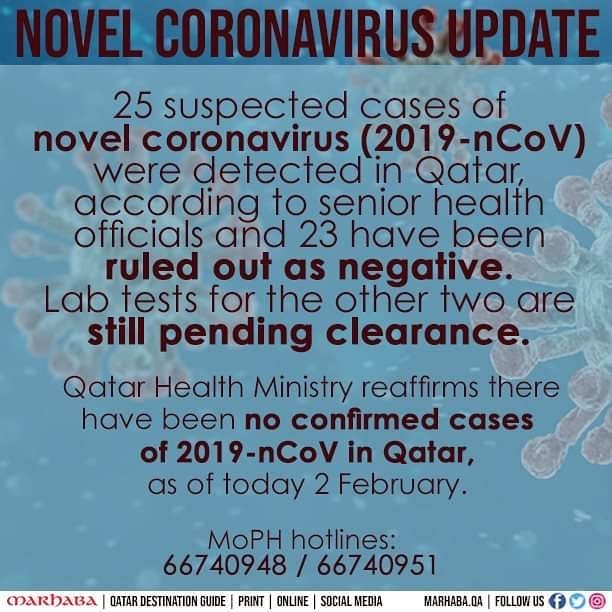 NOVEL CORONAVIRUS UPDATE
25 suspected cases of
novel coronavirus (2019-nCoV)
were detected in Qatar,
according to senior health
officials and 23 have been
ruled out as negative.
Lab tests for the other two are
still pending clearance.
Qatar Health Ministry reaffirms there
have been no confirmed cases
of 2019-nCoV in Qatar,
as of today 2 February.
MoPH hotlines:
66740948 / 66740951
marhaba | QATAR DESTINATION GUIDE | PRINT | ONLINE | SOCIAL MEDIA MARHABA.QA | FOLLOW US